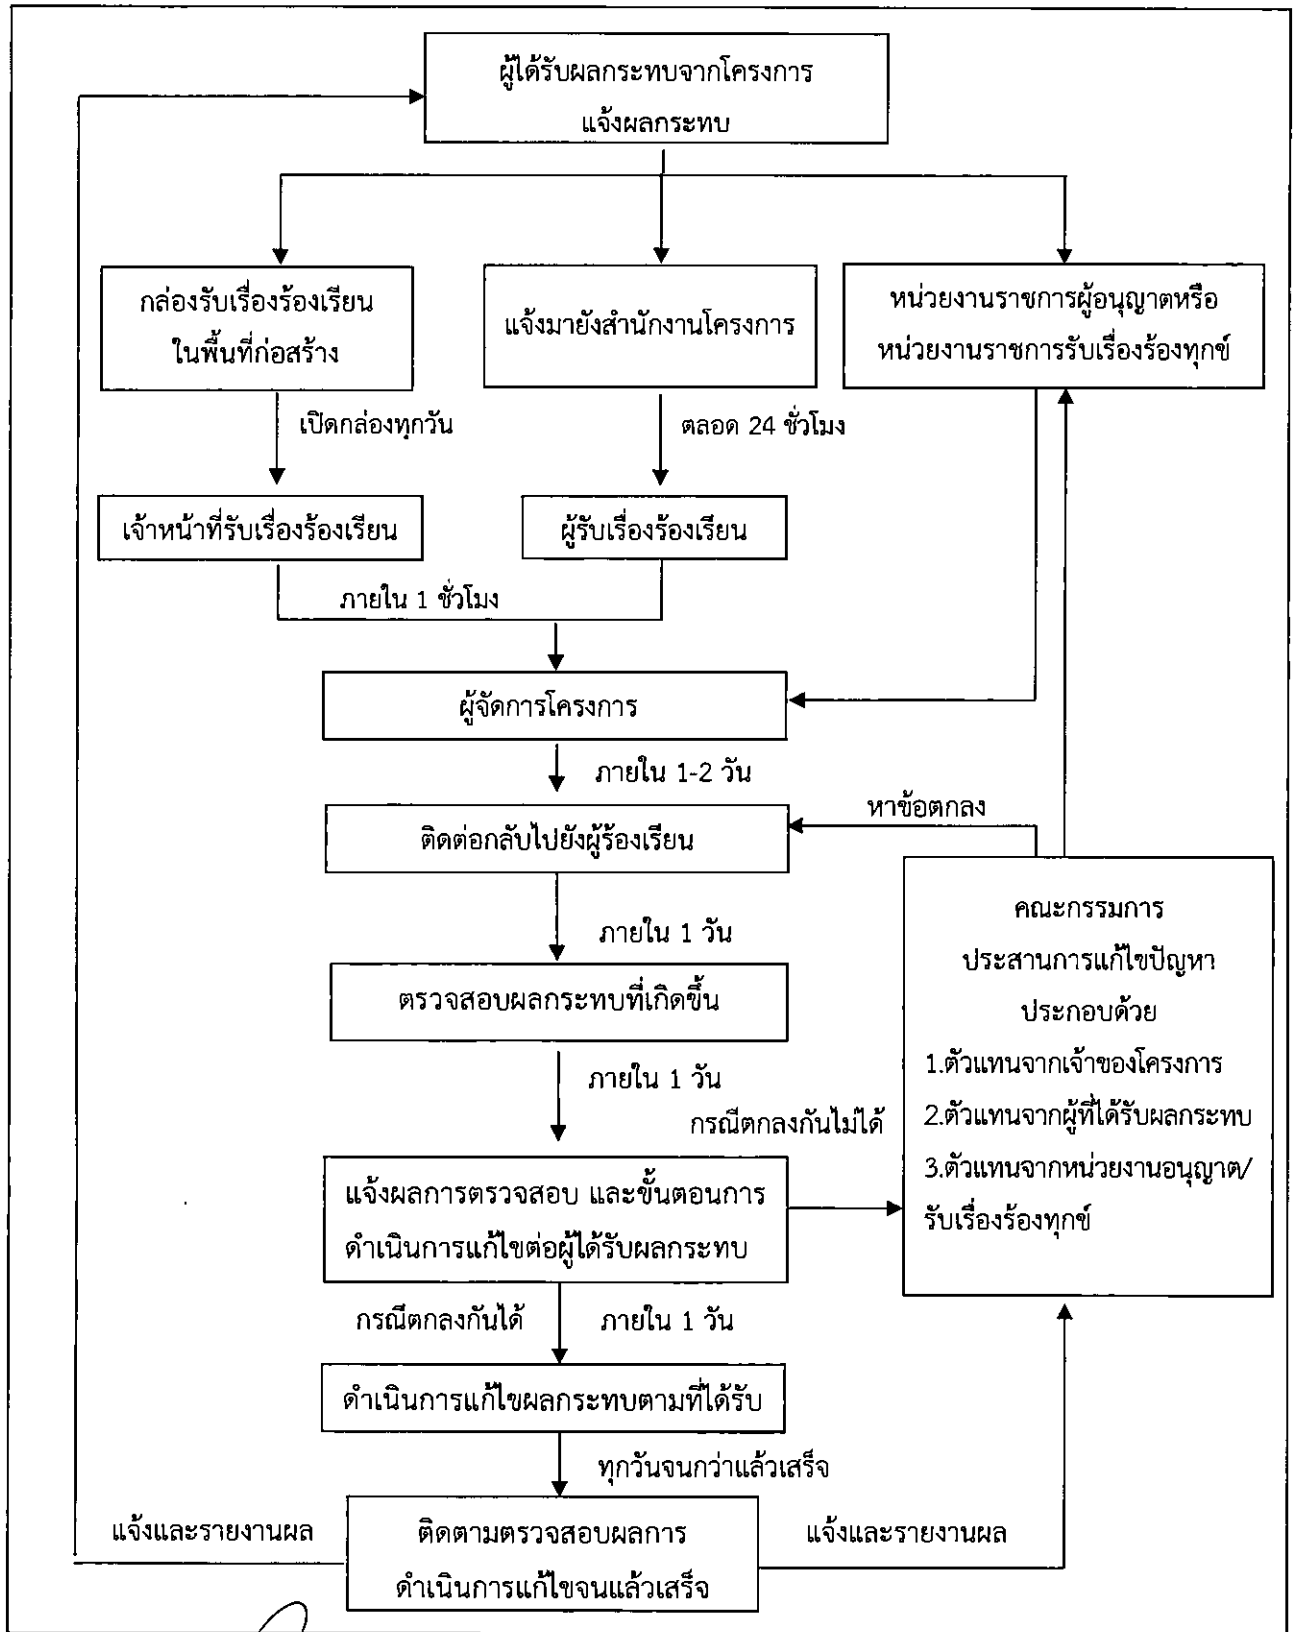 ผู้ได้รับผลกระทบจากโครงการ
แจ้งผลกระทบ
กล่องรับเรื่องร้องเรียน
ในพื้นที่ก่อสร้าง
แจ้งมายังสำนักงานโครงการ
หน่วยงานราชการผู้อนุญาตหรือ
หน่วยงานราชการรับเรื่องร้องทุกข์
เปิดกล่องทุกวัน
ตลอด 24 ชั่วโมง
เจ้าหน้าที่รับเรื่องร้องเรียน
ผู้รับเรื่องร้องเรียน
ภายใน 1 ชั่วโมง
ผู้จัดการโครงการ
ภายใน 1-2 วัน
หาข้อตกลง
ติดต่อกลับไปยังผู้ร้องเรียน
ภายใน 1 วัน
ตรวจสอบผลกระทบที่เกิดขึ้น
ภายใน 1 วัน
กรณีตกลงกันไม่ได้
คณะกรรมการ
ประสานการแก้ไขปัญหา
ประกอบด้วย
1.ตัวแทนจากเจ้าของโครงการ
2.ตัวแทนจากผู้ที่ได้รับผลกระทบ
3.ตัวแทนจากหน่วยงานอนุญาต/
รับเรื่องร้องทุกข์
แจ้งผลการตรวจสอบ และขั้นตอนการ
ดำเนินการแก้ไขต่อผู้ได้รับผลกระทบ
กรณีตกลงกันได้
ภายใน 1 วัน
ดำเนินการแก้ไขผลกระทบตามที่ได้รับ
ทุกวันจนกว่าแล้วเสร็จ
แจ้งและรายงานผล
ติดตามตรวจสอบผลการ
ดำเนินการแก้ไขจนแล้วเสร็จ
แจ้งและรายงานผล